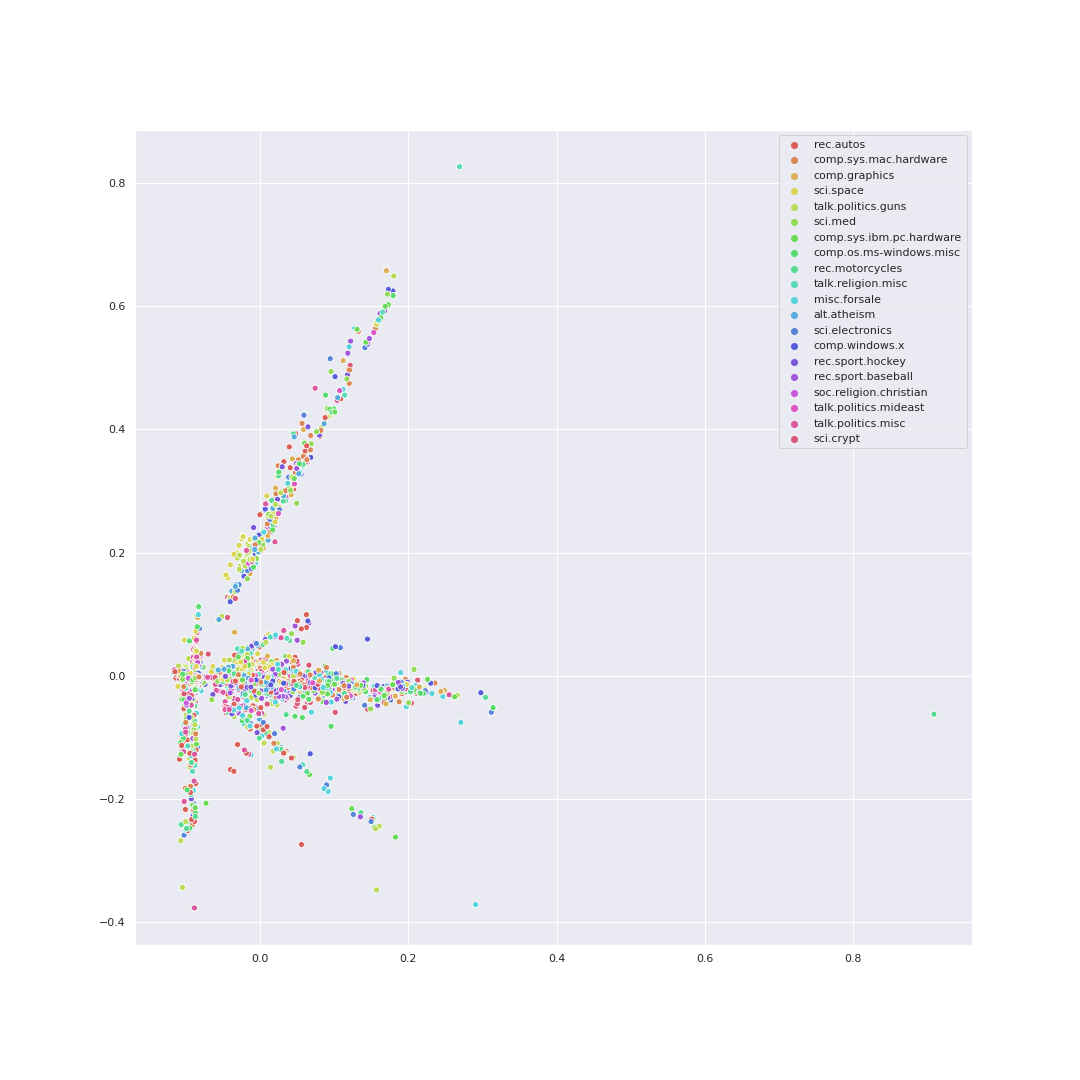 rec.autos
comp.sys.mac.hardware
comp.graphics
sci.space
talk.politics.guns
sci.med
comp.sys.ibm.pc.hardware
comp.os.ms-windows.misc
rec.motorcycles
talk.religion.misc
misc.forsale
alt.atheism
sci.electronics
comp.windows.x
rec.sport.hockey
rec.sport.baseball
soc.religion.christian
talk.politics.mideast
talk.politics.misc
sci.crypt
0.8
0.6
0.4
0.2
0.0
−0.2
−0.4
0.0 0.2 0.4 0.6 0.8